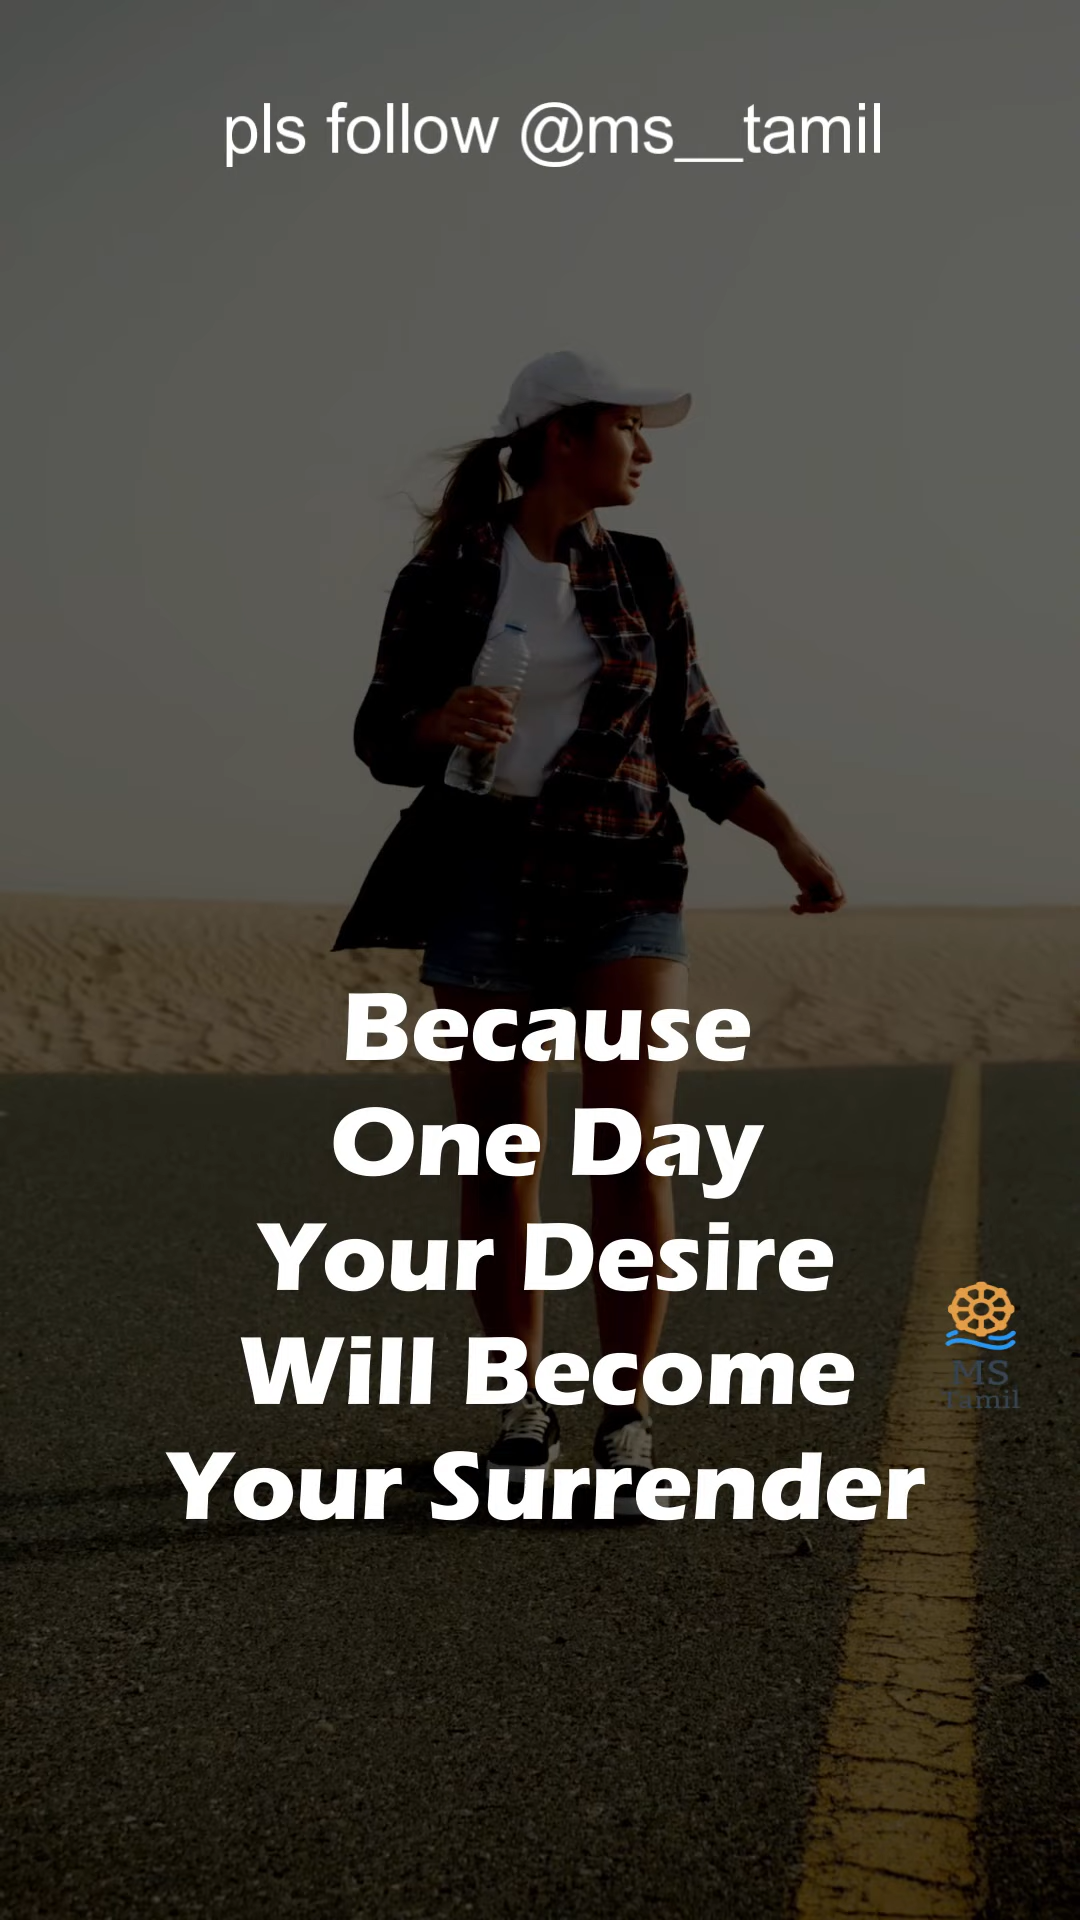 pls follow @ms__tamil
Because
One Day
Your Desire
Will Become
Your Surrender
MS
Tamil